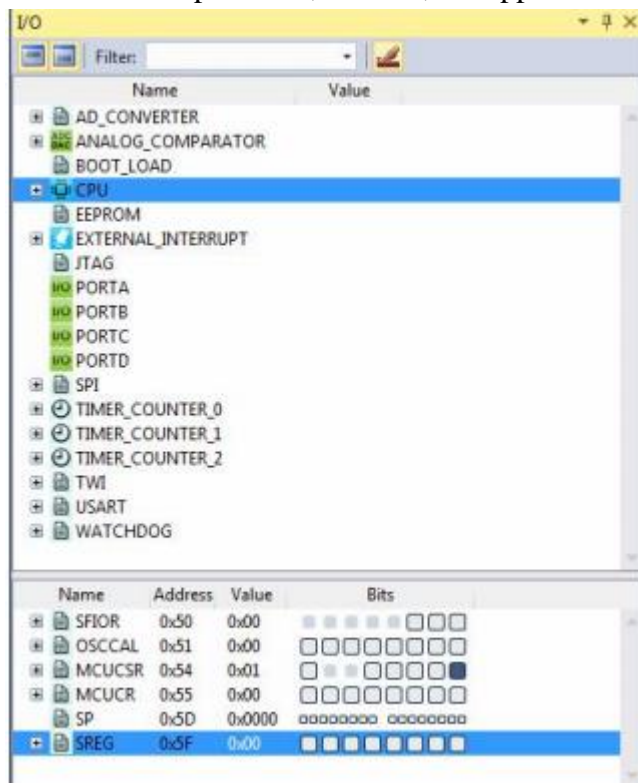 I/O
Filter:
Name Value
AD_CONVERTER
ANALOG_COMPARATOR
BOOT_LOAD
CPU
EEPROM
EXTERNAL_INTERRUPT
JTAG
I/O PORTA
I/O PORTB
I/O PORTC
I/O PORTD
SPI
TIMER_COUNTER_0
TIMER_COUNTER_1
TIMER_COUNTER_2
TWI
USART
WATCHDOG
Name Address Value Bits
SFIOR 0x50 0x00
OSCCAL 0x51 0x00
MCUCSR 0x54 0x01
MCUCR 0x55 0x00
SP 0x5D 0x0000
SREG 0x5F 0x00